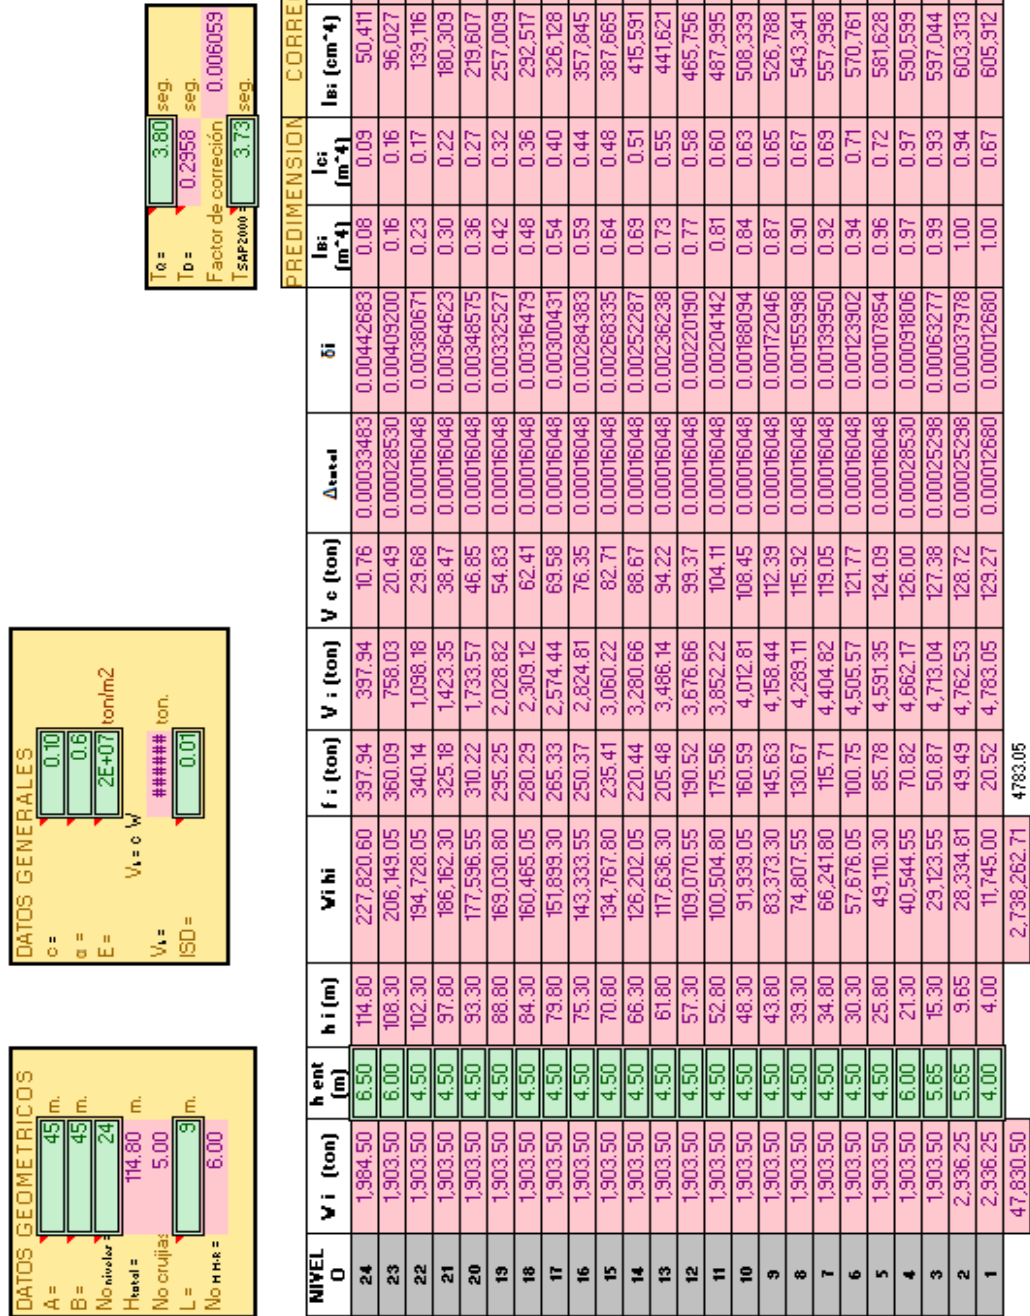 DATOS GEOMETRICOS
A = 45 m.
B = 45 m.
No niveles = 24
Htotal = 114.80 m.
No crujias 5.00
L = 9 m.
No M M-R = 6.00
DATOS GENERALES
c = 0.10
α = 0.6
E = 2E+07 ton/m2
Vb = c W
Vb = ###### ton.
ISD = 0.01
TQ = 3.80 seg.
TD = 0.2958 seg.
Factor de correción 0.006059
TSAP2000 = 3.73 seg.
PREDIMENSION CORRE
NIVEL O W i (ton) h ent (m) h i (m) Wi hi f i (ton) V i (ton) V c (ton) Δtotal δi IBi (m^4) Ici (m^4) IBi (cm^4)
24 1,984.50 6.50 114.80 227,820.60 397.94 397.94 10.76 0.00033483 0.00442683 0.08 0.09 50,411
23 1,903.50 6.00 108.30 206,149.05 360.09 758.03 20.49 0.00028530 0.00409200 0.16 0.16 96,027
22 1,903.50 4.50 102.30 194,728.05 340.14 1,098.18 29.68 0.00016048 0.00380671 0.23 0.17 139,116
21 1,903.50 4.50 97.80 186,162.30 325.18 1,423.35 38.47 0.00016048 0.00364623 0.30 0.22 180,309
20 1,903.50 4.50 93.30 177,596.55 310.22 1,733.57 46.85 0.00016048 0.00348575 0.36 0.27 219,607
19 1,903.50 4.50 88.80 169,030.80 295.25 2,028.82 54.83 0.00016048 0.00332527 0.42 0.32 257,009
18 1,903.50 4.50 84.30 160,465.05 280.29 2,309.12 62.41 0.00016048 0.00316479 0.48 0.36 292,517
17 1,903.50 4.50 79.80 151,899.30 265.33 2,574.44 69.58 0.00016048 0.00300431 0.54 0.40 326,128
16 1,903.50 4.50 75.30 143,333.55 250.37 2,824.81 76.35 0.00016048 0.00284383 0.59 0.44 357,845
15 1,903.50 4.50 70.80 134,767.80 235.41 3,060.22 82.71 0.00016048 0.00268335 0.64 0.48 387,665
14 1,903.50 4.50 66.30 126,202.05 220.44 3,280.66 88.67 0.00016048 0.00252287 0.69 0.51 415,591
13 1,903.50 4.50 61.80 117,636.30 205.48 3,486.14 94.22 0.00016048 0.00236238 0.73 0.55 441,621
12 1,903.50 4.50 57.30 109,070.55 190.52 3,676.66 99.37 0.00016048 0.00220190 0.77 0.58 465,756
11 1,903.50 4.50 52.80 100,504.80 175.56 3,852.22 104.11 0.00016048 0.00204142 0.81 0.60 487,995
10 1,903.50 4.50 48.30 91,939.05 160.59 4,012.81 108.45 0.00016048 0.00188094 0.84 0.63 508,339
9 1,903.50 4.50 43.80 83,373.30 145.63 4,158.44 112.39 0.00016048 0.00172046 0.87 0.65 526,788
8 1,903.50 4.50 39.30 74,807.55 130.67 4,289.11 115.92 0.00016048 0.00155998 0.90 0.67 543,341
7 1,903.50 4.50 34.80 66,241.80 115.71 4,404.82 119.05 0.00016048 0.00139950 0.92 0.69 557,998
6 1,903.50 4.50 30.30 57,676.05 100.75 4,505.57 121.77 0.00016048 0.00123902 0.94 0.71 570,761
5 1,903.50 4.50 25.80 49,110.30 85.78 4,591.35 124.09 0.00016048 0.00107854 0.96 0.72 581,628
4 1,903.50 6.00 21.30 40,544.55 70.82 4,662.17 126.00 0.00028530 0.00091806 0.97 0.97 590,599
3 1,903.50 5.65 15.30 29,123.55 50.87 4,713.04 127.38 0.00025298 0.00063277 0.99 0.93 597,044
2 2,936.25 5.65 9.65 28,334.81 49.49 4,762.53 128.72 0.00025298 0.00037978 1.00 0.94 603,313
1 2,936.25 4.00 4.00 11,745.00 20.52 4,783.05 129.27 0.00012680 0.00012680 1.00 0.67 605,912
47,830.50 2,738,262.71 4783.05